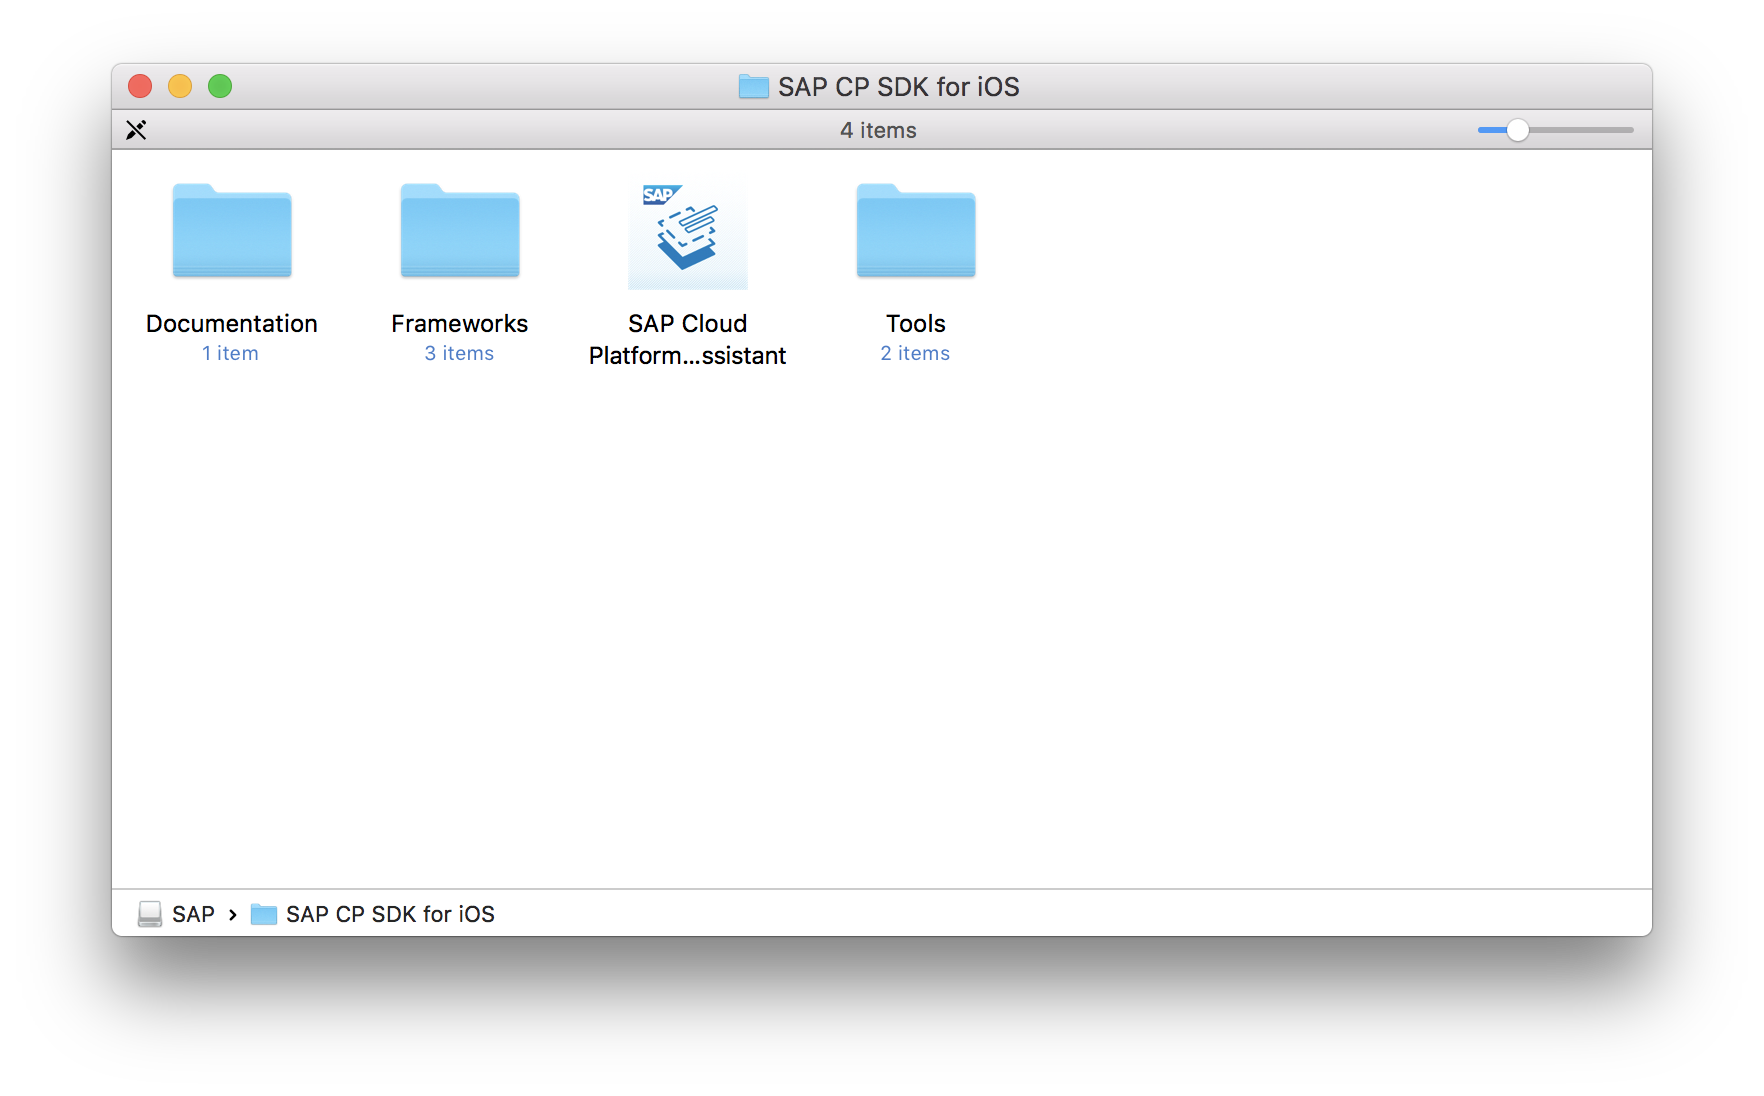 SAP CP SDK for iOS
4 items
SAP
Documentation
1 item
Frameworks
3 items
SAP Cloud
Platform...ssistant
Tools
2 items
SAP › SAP CP SDK for iOS